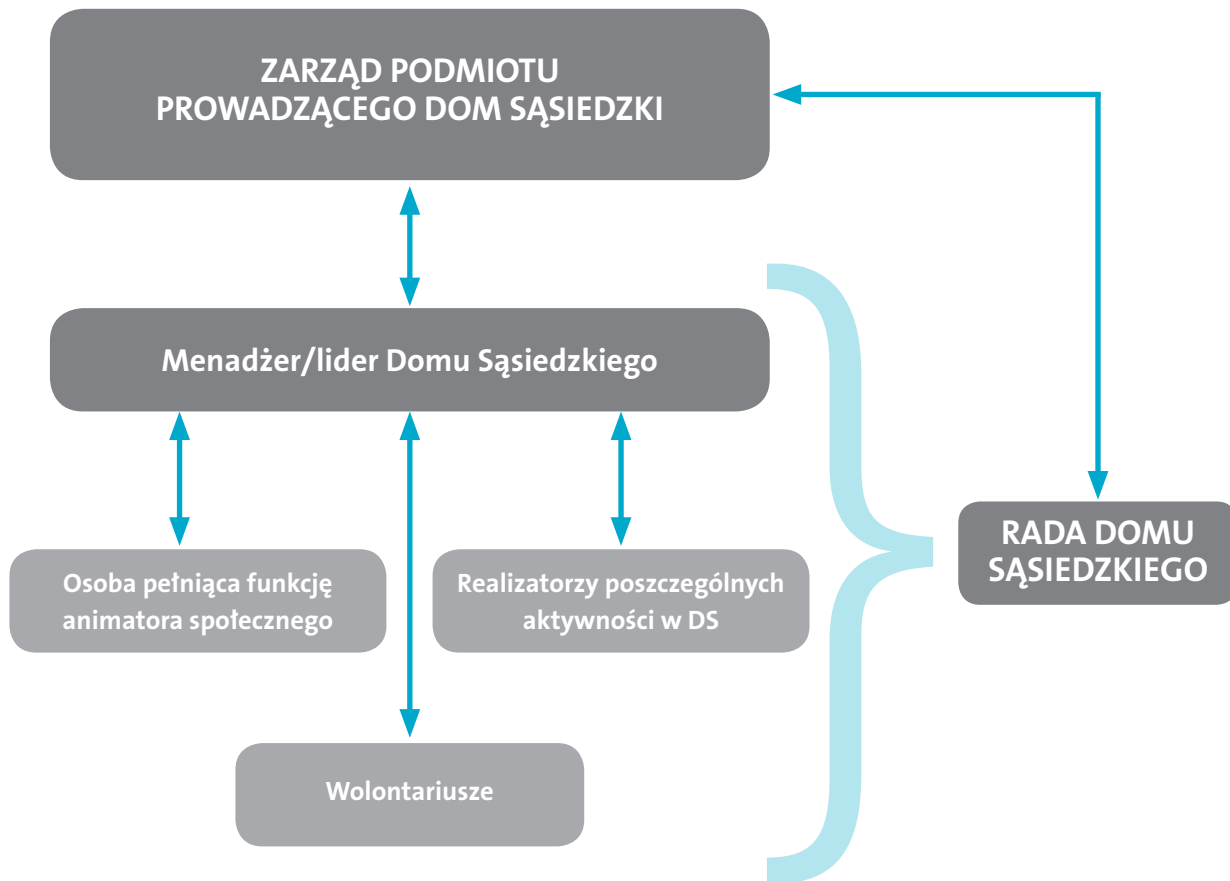 ZARZĄD PODMIOTU
PROWADZĄCEGO DOM SĄSIEDZKI
Menadżer/lider Domu Sąsiedzkiego
Osoba pełniąca funkcję
animatora społecznego
Realizatorzy poszczególnych
aktywności w DS
RADA DOMU
SĄSIEDZKIEGO
Wolontariusze